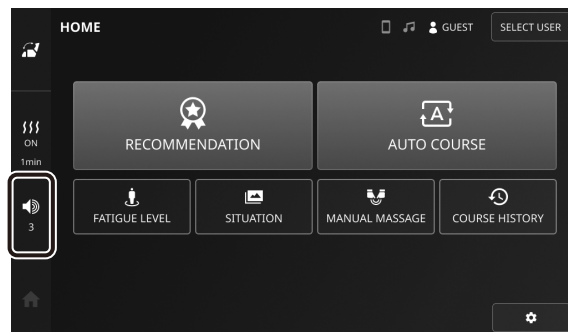 HOME
GUEST
SELECT USER
ON
1min
3
A
RECOMMENDATION
AUTO COURSE
FATIGUE LEVEL
SITUATION
MANUAL MASSAGE
COURSE HISTORY